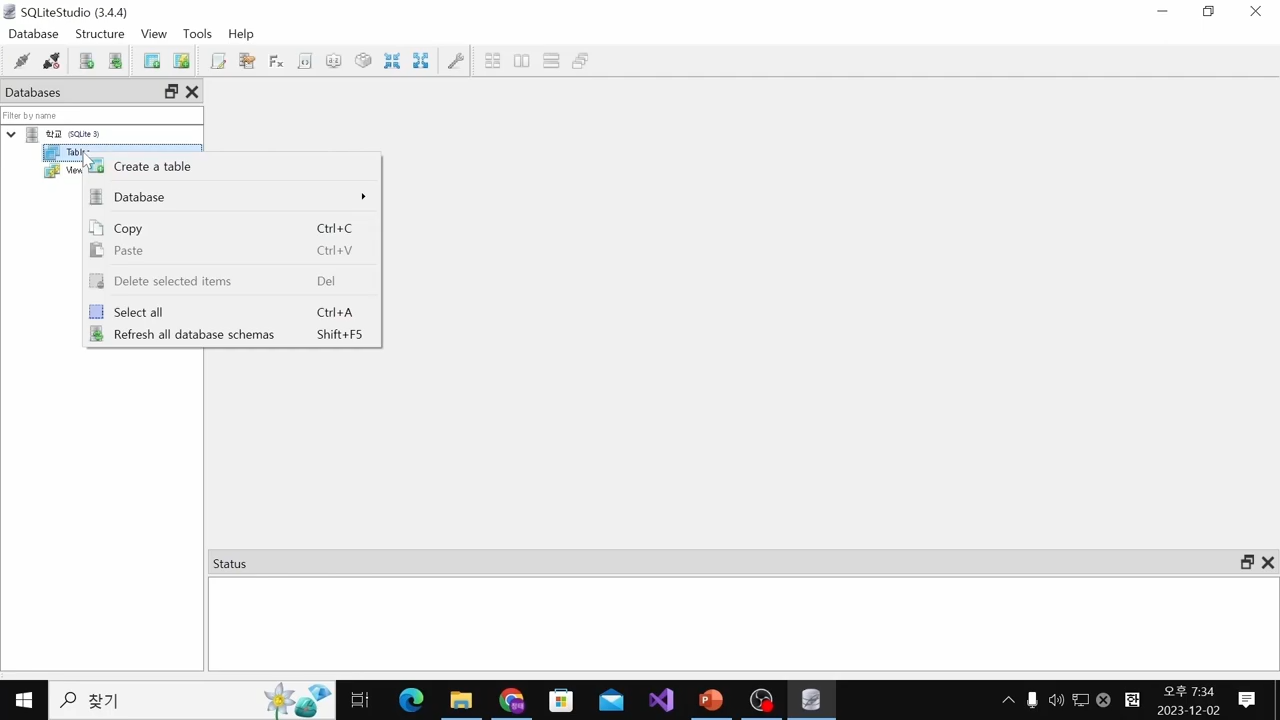 SQLiteStudio (3.4.4)
Database Structure View Tools Help
Databases
Filter by name
학교 (SQLite 3)
Create a table
Database
Copy Ctrl+C
Paste Ctrl+V
Delete selected items Del
Select all Ctrl+A
Refresh all database schemas Shift+F5
Status
찾기
한
오후 7:34
2023-12-02